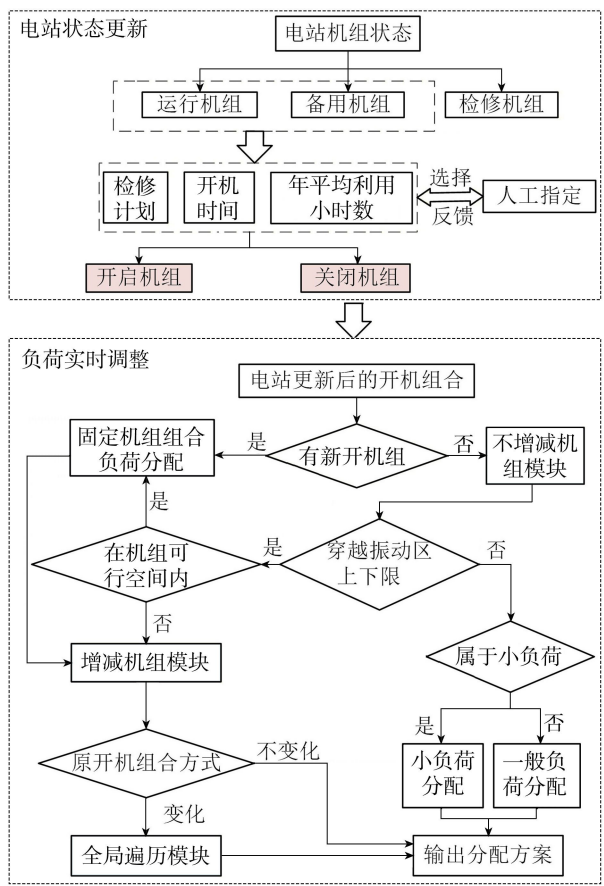 电站状态更新
电站机组状态
运行机组
备用机组
检修机组
检修
计划
开机
时间
年平均利用
小时数
选择
反馈
人工指定
开启机组
关闭机组
负荷实时调整
电站更新后的开机组合
固定机组组合
负荷分配
是
有新开机组
否
不增减机
组模块
是
在机组可
行空间内
是
穿越振动区
上下限
否
否
增减机组模块
属于小负荷
原开机组合方式
不变化
是
否
小负荷
分配
一般负
荷分配
变化
全局遍历模块
输出分配方案